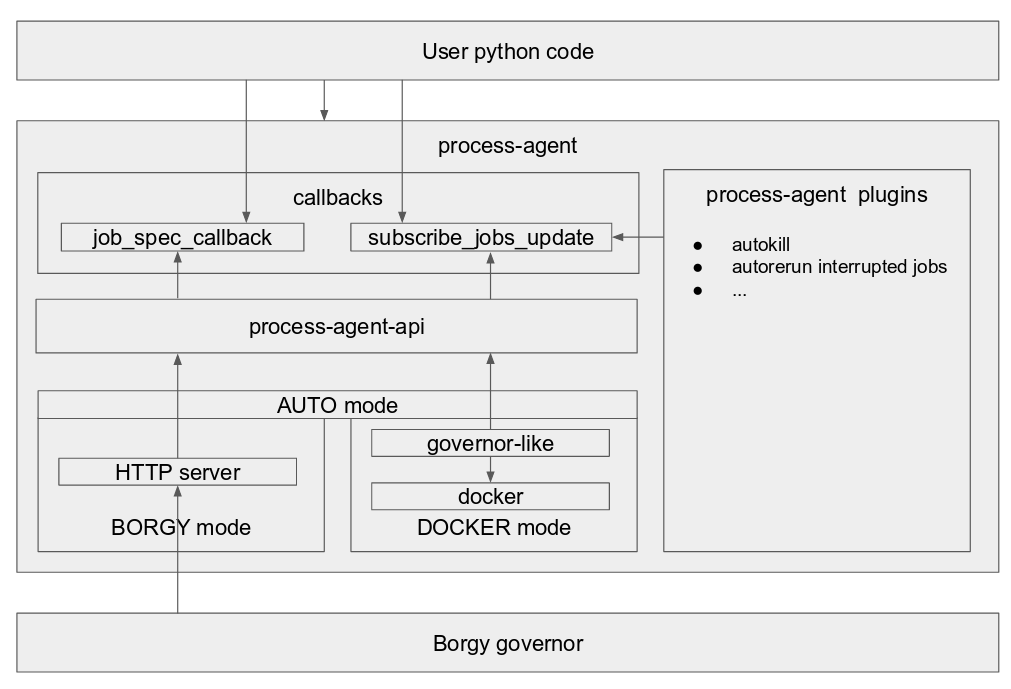 User python code
process-agent
callbacks
job_spec_callback
subscribe_jobs_update
process-agent plugins
● autokill
● autorerun interrupted jobs
● ...
process-agent-api
AUTO mode
HTTP server
BORGY mode
governor-like
docker
DOCKER mode
Borgy governor